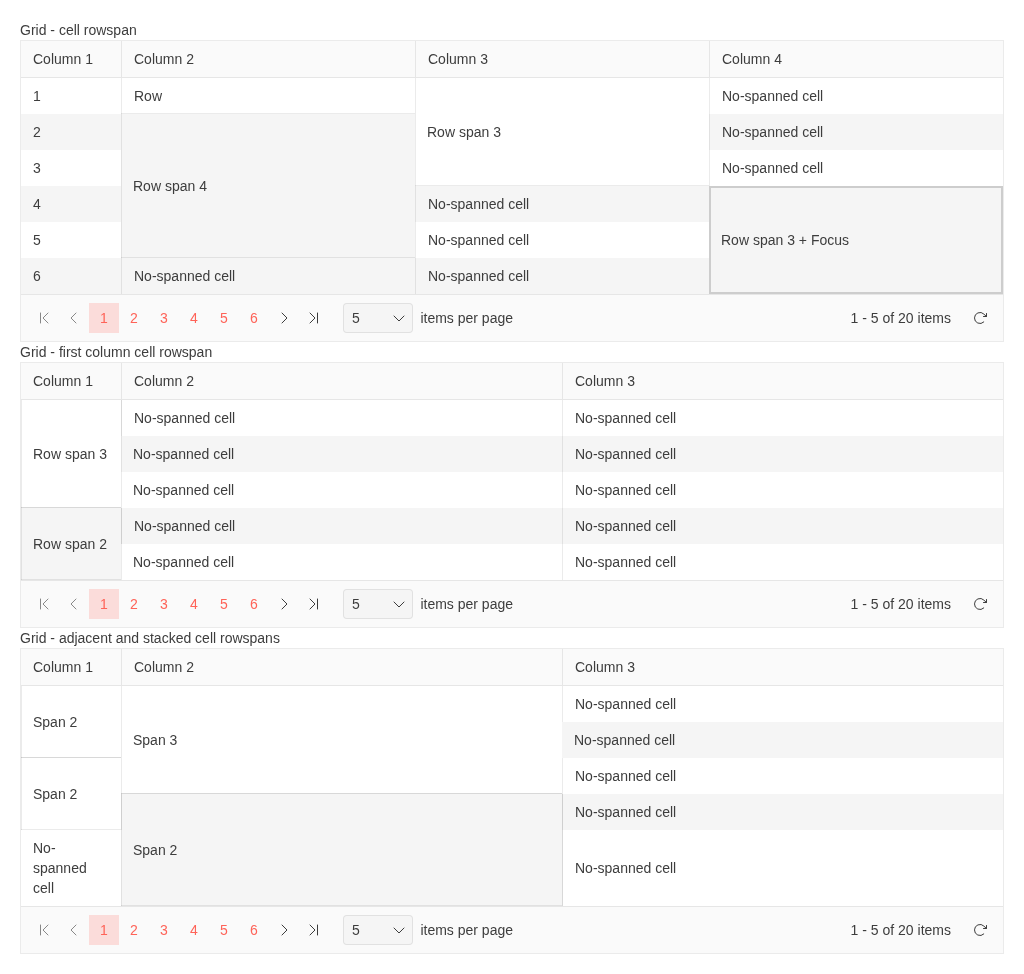 Grid - cell rowspan
Column 1 Column 2 Column 3 Column 4
1 Row No-spanned cell
2 Row span 3 No-spanned cell
3 No-spanned cell
Row span 4
4 No-spanned cell
5 No-spanned cell Row span 3 + Focus
6 No-spanned cell No-spanned cell
1 2 3 4 5 6 5 items per page 1 - 5 of 20 items
Grid - first column cell rowspan
Column 1 Column 2 Column 3
No-spanned cell No-spanned cell
Row span 3 No-spanned cell No-spanned cell
No-spanned cell No-spanned cell
No-spanned cell No-spanned cell
Row span 2
No-spanned cell No-spanned cell
1 2 3 4 5 6 5 items per page 1 - 5 of 20 items
Grid - adjacent and stacked cell rowspans
Column 1 Column 2 Column 3
No-spanned cell
Span 2
Span 3 No-spanned cell
No-spanned cell
Span 2
No-spanned cell
No-
Span 2
spanned No-spanned cell
cell
1 2 3 4 5 6 5 items per page 1 - 5 of 20 items